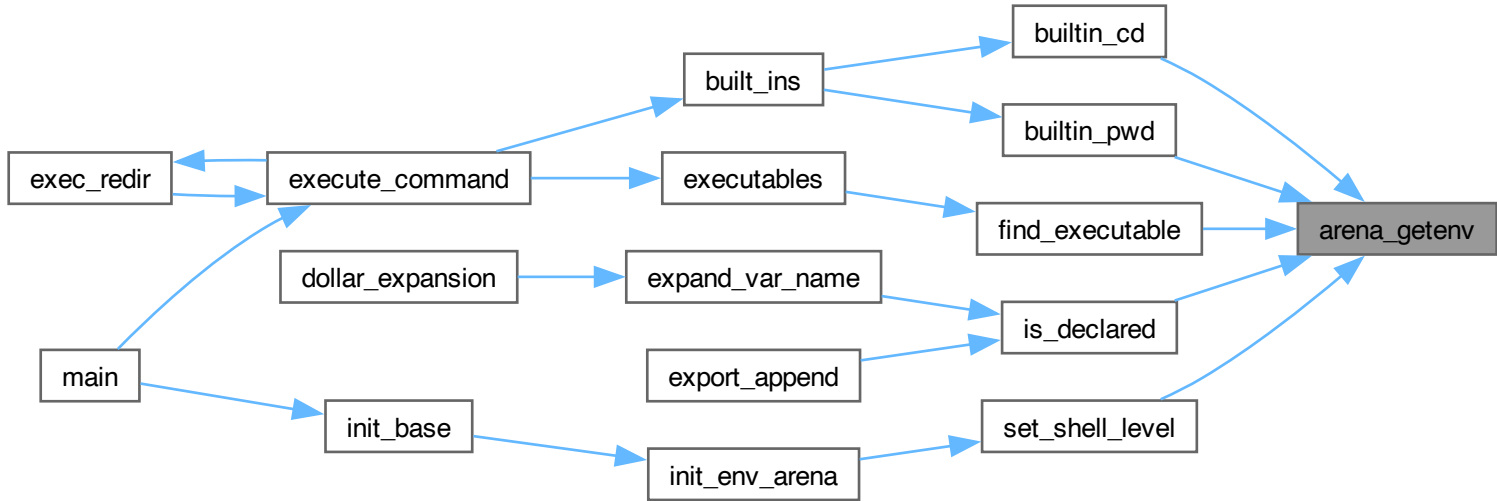 builtin_cd
built_ins
builtin_pwd
exec_redir
execute_command
executables
find_executable
arena_getenv
dollar_expansion
expand_var_name
is_declared
main
export_append
init_base
set_shell_level
init_env_arena